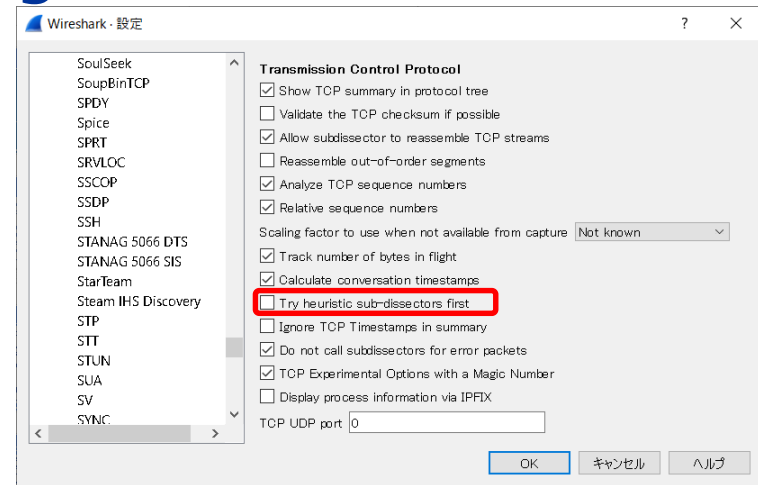 Wireshark · 設定
?
×
SoulSeek
SoupBinTCP
SPDY
Spice
SPRT
SRVLOC
SSCOP
SSDP
SSH
STANAG 5066 DTS
STANAG 5066 SIS
StarTeam
Steam IHS Discovery
STP
STT
STUN
SUA
SV
SYNC
Transmission Control Protocol
Show TCP summary in protocol tree
Validate the TCP checksum if possible
Allow subdissector to reassemble TCP streams
Reassemble out-of-order segments
Analyze TCP sequence numbers
Relative sequence numbers
Scaling factor to use when not available from capture Not known
Track number of bytes in flight
Calculate conversation timestamps
Try heuristic sub-dissectors first
Ignore TCP Timestamps in summary
Do not call subdissectors for error packets
TCP Experimental Options with a Magic Number
Display process information via IPFIX
TCP UDP port 0
OK キャンセル ヘルプ